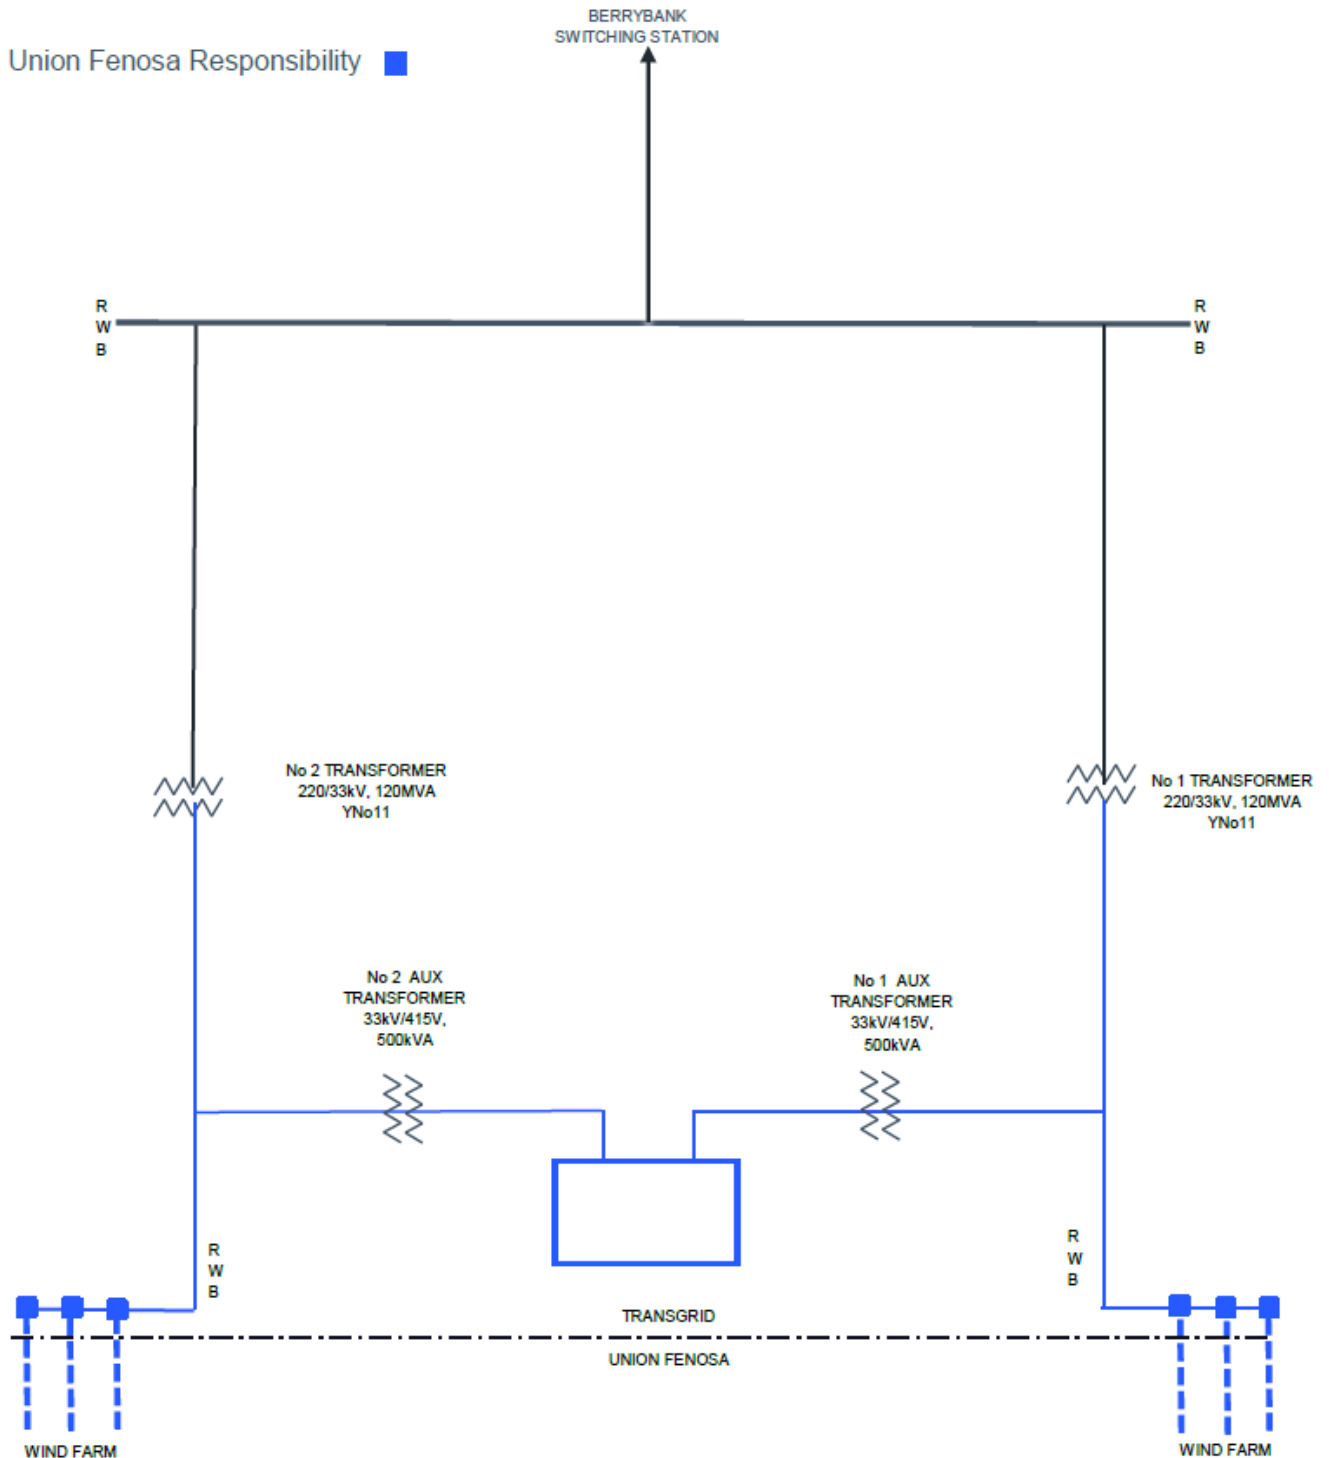 BERRYBANK
SWITCHING STATION
Union Fenosa Responsibility
R
W
B
R
W
B
No 2 TRANSFORMER
220/33kV, 120MVA
YNo11
No 1 TRANSFORMER
220/33kV, 120MVA
YNo11
No 2 AUX
TRANSFORMER
33kV/415V,
500kVA
No 1 AUX
TRANSFORMER
33kV/415V,
500kVA
R
W
B
R
W
B
TRANSGRID
UNION FENOSA
WIND FARM
WIND FARM